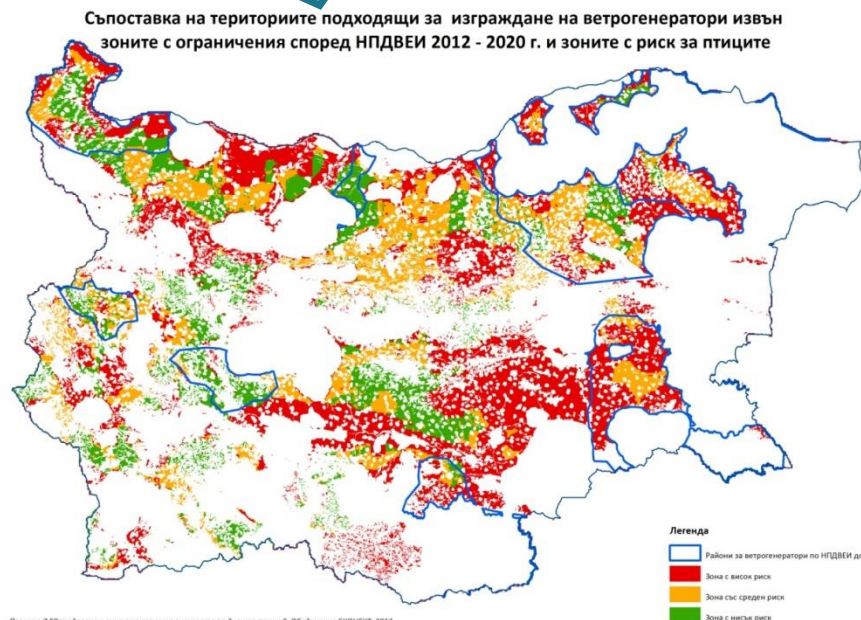 Съпоставка на териториите подходящи за изграждане на ветрогенератори извън
зоните с ограничения според НПДВЕИ 2012 - 2020 г. и зоните с риск за птиците
Легенда
Райони за ветрогенератори по НПДВЕИ до
Зона с висок риск
Зона със среден риск
Зона с нисък риск